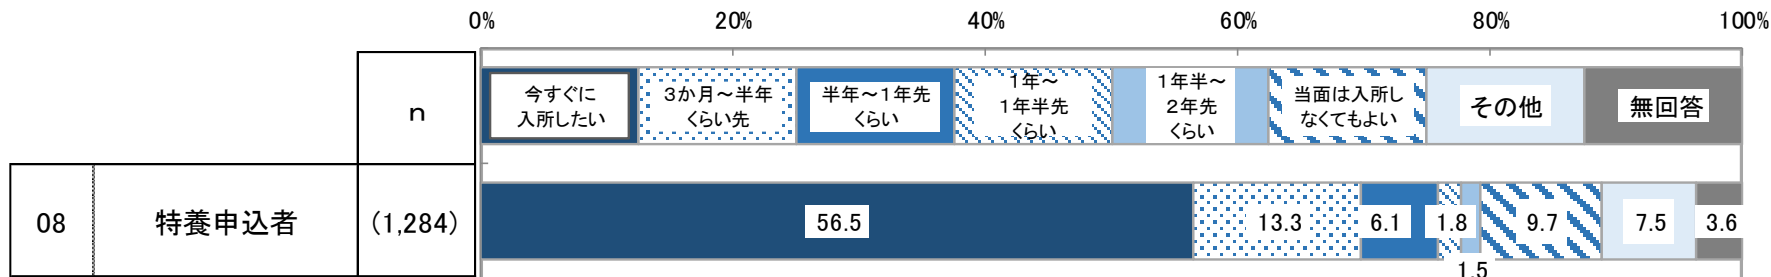 0% 20% 40% 60% 80% 100%
n
今すぐに
入所したい
3か月～半年
くらい先
半年～1年先
くらい
1年～
1年半先
くらい
1年半～
2年先
くらい
当面は入所し
なくてもよい
その他
無回答
08 特養申込者 (1,284) 56.5 13.3 6.1 1.8 9.7 7.5 3.6
1.5